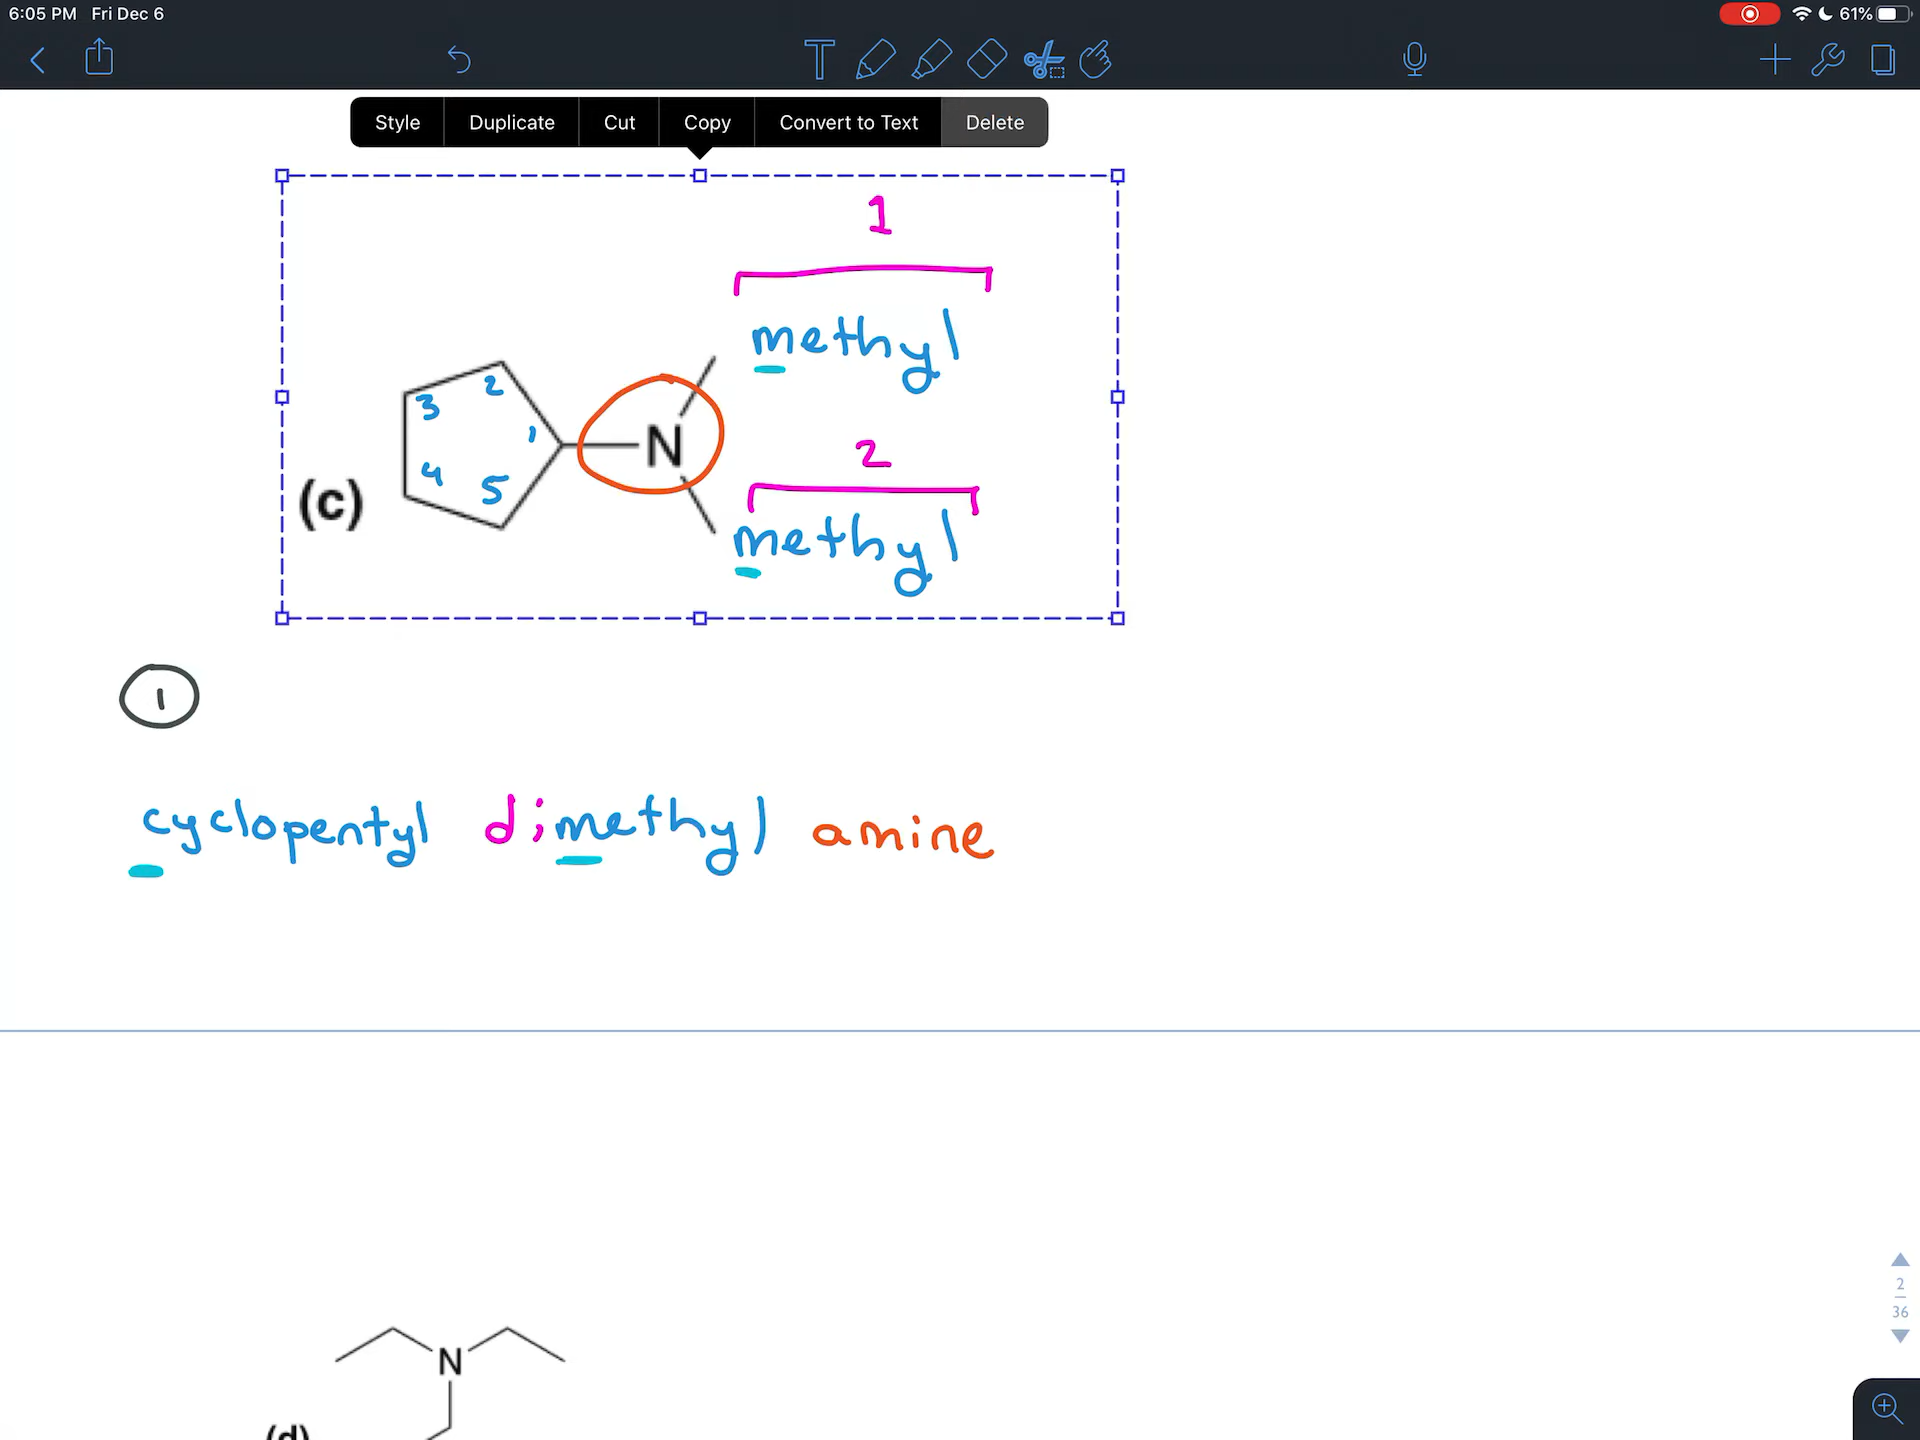 6:05 PM Fri Dec 6 61%
Style Duplicate Cut Copy Convert to Text Delete
1
methyl
2
3
1
N
2
4
5
(c)
methyl
1
cyclopentyl dimethyl amine
2
36
N
(d)